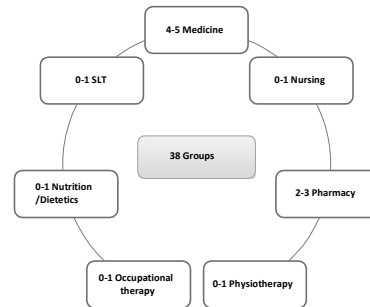 4-5 Medicine
0-1 SLT
0-1 Nursing
38 Groups
0-1 Nutrition
/Dietetics
2-3 Pharmacy
0-1 Occupational
therapy
0-1 Physiotherapy